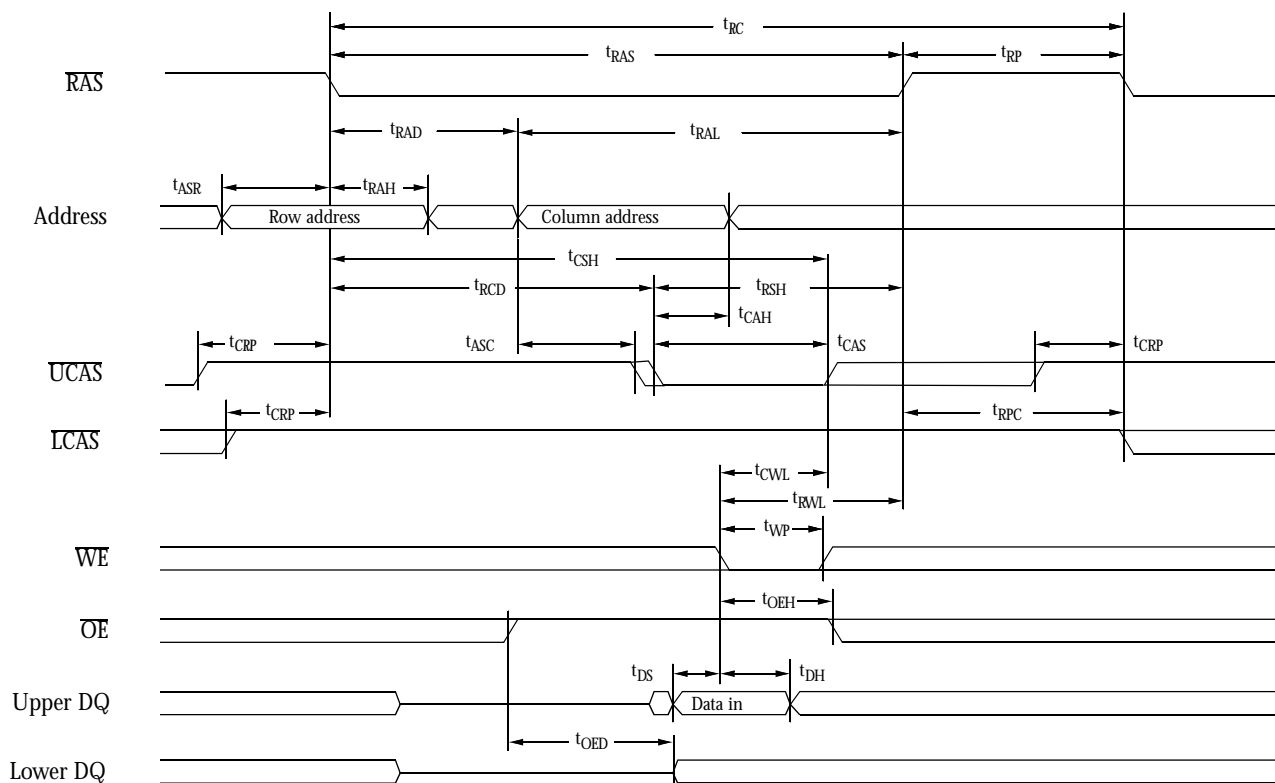 tRC
tRAS tRP
RAS
tRAD tRAL
tASR tRAH
Address Row address Column address
tCSH
tRCD tRSH
tCAH
tCRP tASC tCAS tCRP
UCAS
tCRP tRPC
LCAS
tCWL
tRWL
tWP
WE
tOEH
OE
tDS tDH
Upper DQ Data in
tOED
Lower DQ